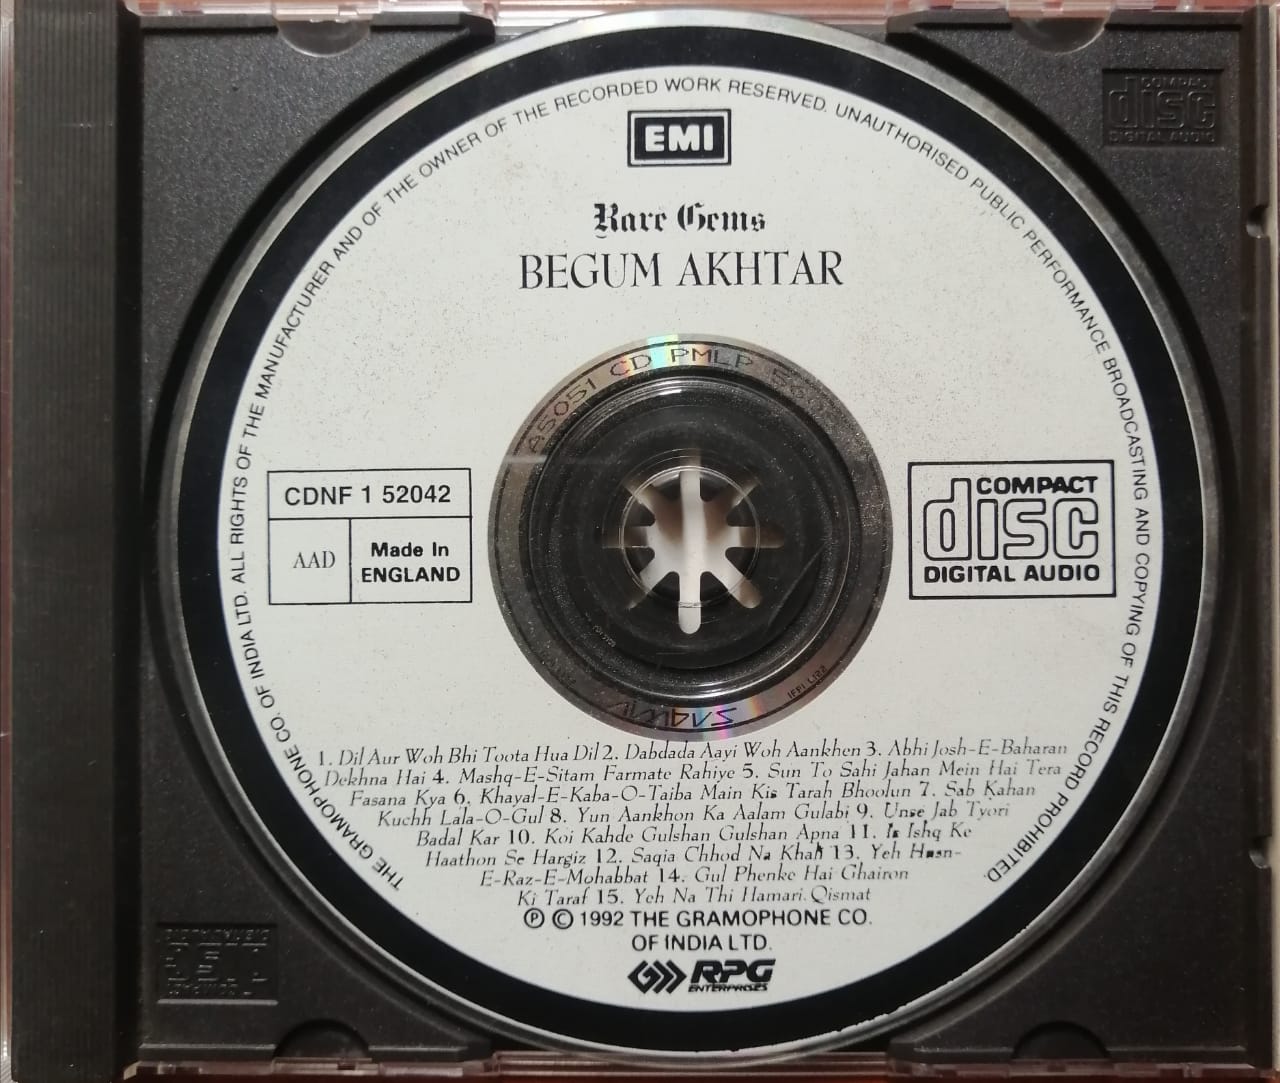 THE GRAMOPHONE CO. OF INDIA LTD. ALL RIGHTS OF THE MANUFACTURER AND OF THE OWNER OF THE RECORDED WORK RESERVED. UNAUTHORISED PUBLIC PERFORMANCE BROADCASTING AND COPYING OF THIS RECORD PROHIBITED.
EMI
Rare Gems
BEGUM AKHTAR
CD PMLP
CDNF 1 52042
AAD
Made In
ENGLAND
COMPACT
disc
DIGITAL AUDIO
COMPACT
disc
DIGITAL AUDIO
1. Dil Aur Woh Bhi Toota Hua Dil 2. Dabdada Aayi Woh Aankhen 3. Abhi Josh-E-Baharan
Dekhna Hai 4. Mashq-E-Sitam Farmate Rahiye 5. Sun To Sahi Jahan Mein Hai Tera
Fasana Kya 6. Khayal-E-Kaba-O-Taiba Main Kis Tarah Bhoolun 7. Sab Kahan
Kuchh Lala-O-Gul 8. Yun Aankhon Ka Aalam Gulabi 9. Unse Jab Tyori
Badal Kar 10. Koi Kahde Gulshan Gulshan Apna 11. Is Ishq Ke
Haathon Se Hargiz 12. Saqia Chhod Na Khali 13. Yeh Husn-
E-Raz-E-Mohabbat 14. Gul Phenke Hai Ghairon
Ki Taraf 15. Yeh Na Thi Hamari Qismat
Ⓟ © 1992 THE GRAMOPHONE CO.
OF INDIA LTD.
RPG
ENTERPRISES